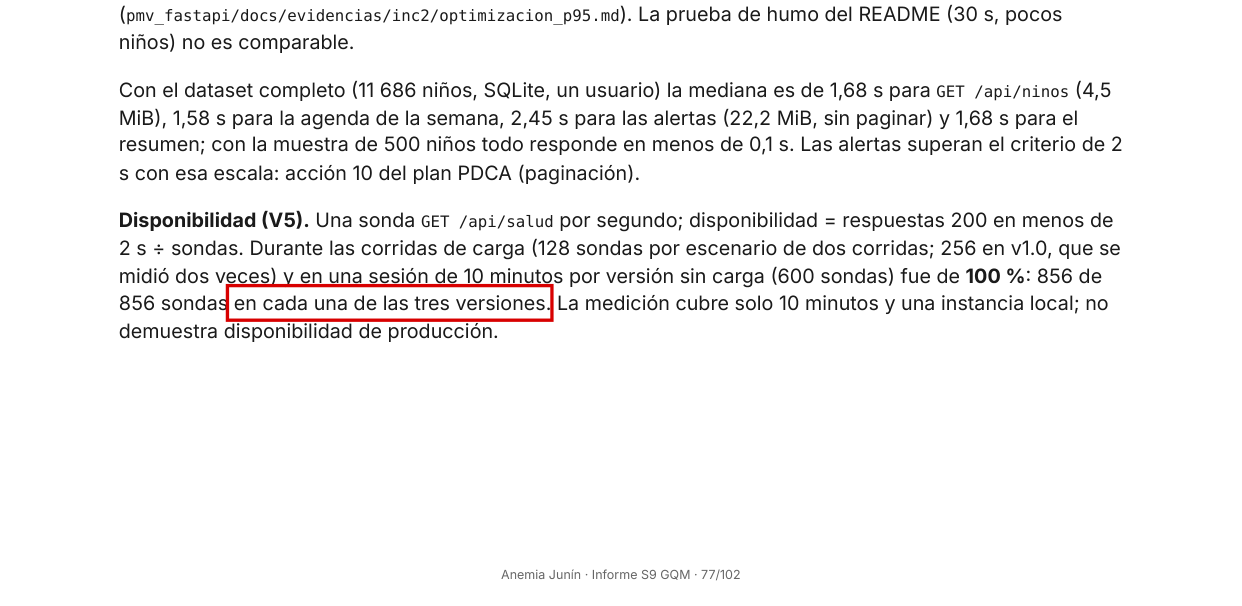 (pmv_fastapi/docs/evidencias/inc2/optimizacion_p95.md). La prueba de humo del README (30 s, pocos
niños) no es comparable.
Con el dataset completo (11 686 niños, SQLite, un usuario) la mediana es de 1,68 s para GET /api/ninos (4,5
MiB), 1,58 s para la agenda de la semana, 2,45 s para las alertas (22,2 MiB, sin paginar) y 1,68 s para el
resumen; con la muestra de 500 niños todo responde en menos de 0,1 s. Las alertas superan el criterio de 2
s con esa escala: acción 10 del plan PDCA (paginación).
Disponibilidad (V5). Una sonda GET /api/salud por segundo; disponibilidad = respuestas 200 en menos de
2 s ÷ sondas. Durante las corridas de carga (128 sondas por escenario de dos corridas; 256 en v1.0, que se
midió dos veces) y en una sesión de 10 minutos por versión sin carga (600 sondas) fue de 100 %: 856 de
856 sondas en cada una de las tres versiones. La medición cubre solo 10 minutos y una instancia local; no
demuestra disponibilidad de producción.
Anemia Junín · Informe S9 GQM · 77/102